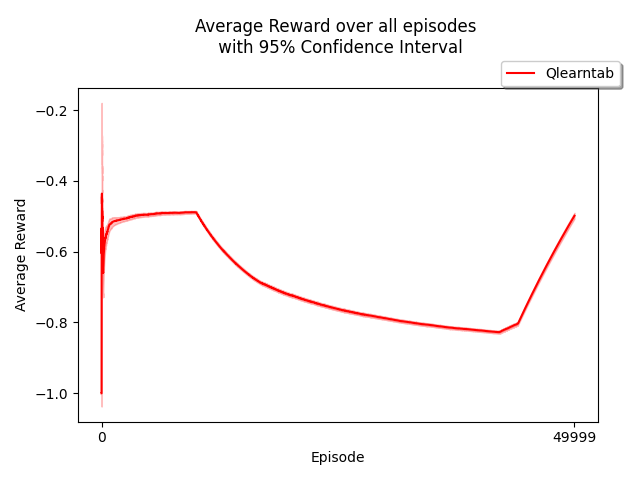 Average Reward over all episodes
with 95% Confidence Interval
Qlearntab
−0.2
−0.4
−0.6
−0.8
−1.0
Average Reward
0
49999
Episode